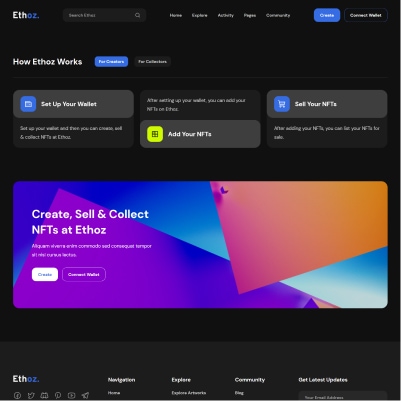 Ethoz.
Search Ethoz
Home Explore Activity Pages Community
Create
Connect Wallet
How Ethoz Works
For Creators
For Collectors
Set Up Your Wallet
Set up your wallet and then you can create, sell
& collect NFTs at Ethoz.
After setting up your wallet, you can add your
NFTs to Ethoz.
Add Your NFTs
Sell Your NFTs
After adding your NFTs, you can list your NFTs for
sale.
Create, Sell & Collect
NFTs at Ethoz
Aliquam viverra enim commodo sed consequat tempor
sit nisi cursus lectus.
Create
Connect Wallet
Ethoz.
Navigation
Home
Explore
Explore Artworks
Community
Blog
Get Latest Updates
Your Email Address